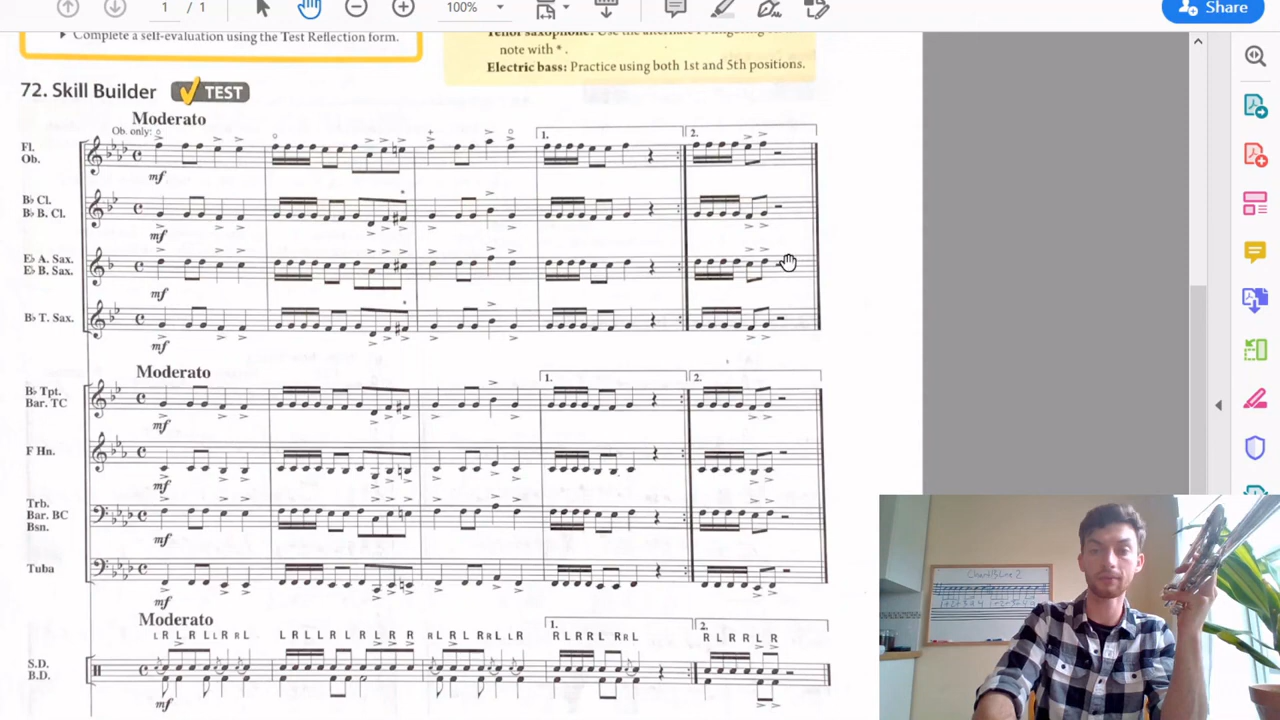 1 / 1
100%
Share
Complete a self-evaluation using the Test Reflection form.
note with *.
Electric bass: Practice using both 1st and 5th positions.
72. Skill Builder TEST
Moderato
Ob. only:
1.
2.
Fl.
Ob.
mf
B♭ Cl.
B♭ B. Cl.
mf
E♭ A. Sax.
E♭ B. Sax.
mf
B♭ T. Sax.
mf
Moderato
1.
2.
B♭ Tpt.
Bar. TC
mf
F Hn.
mf
Trb.
Bar. BC
Bsn.
mf
Tuba
mf
Moderato
1.
2.
S.D.
B.D.
mf